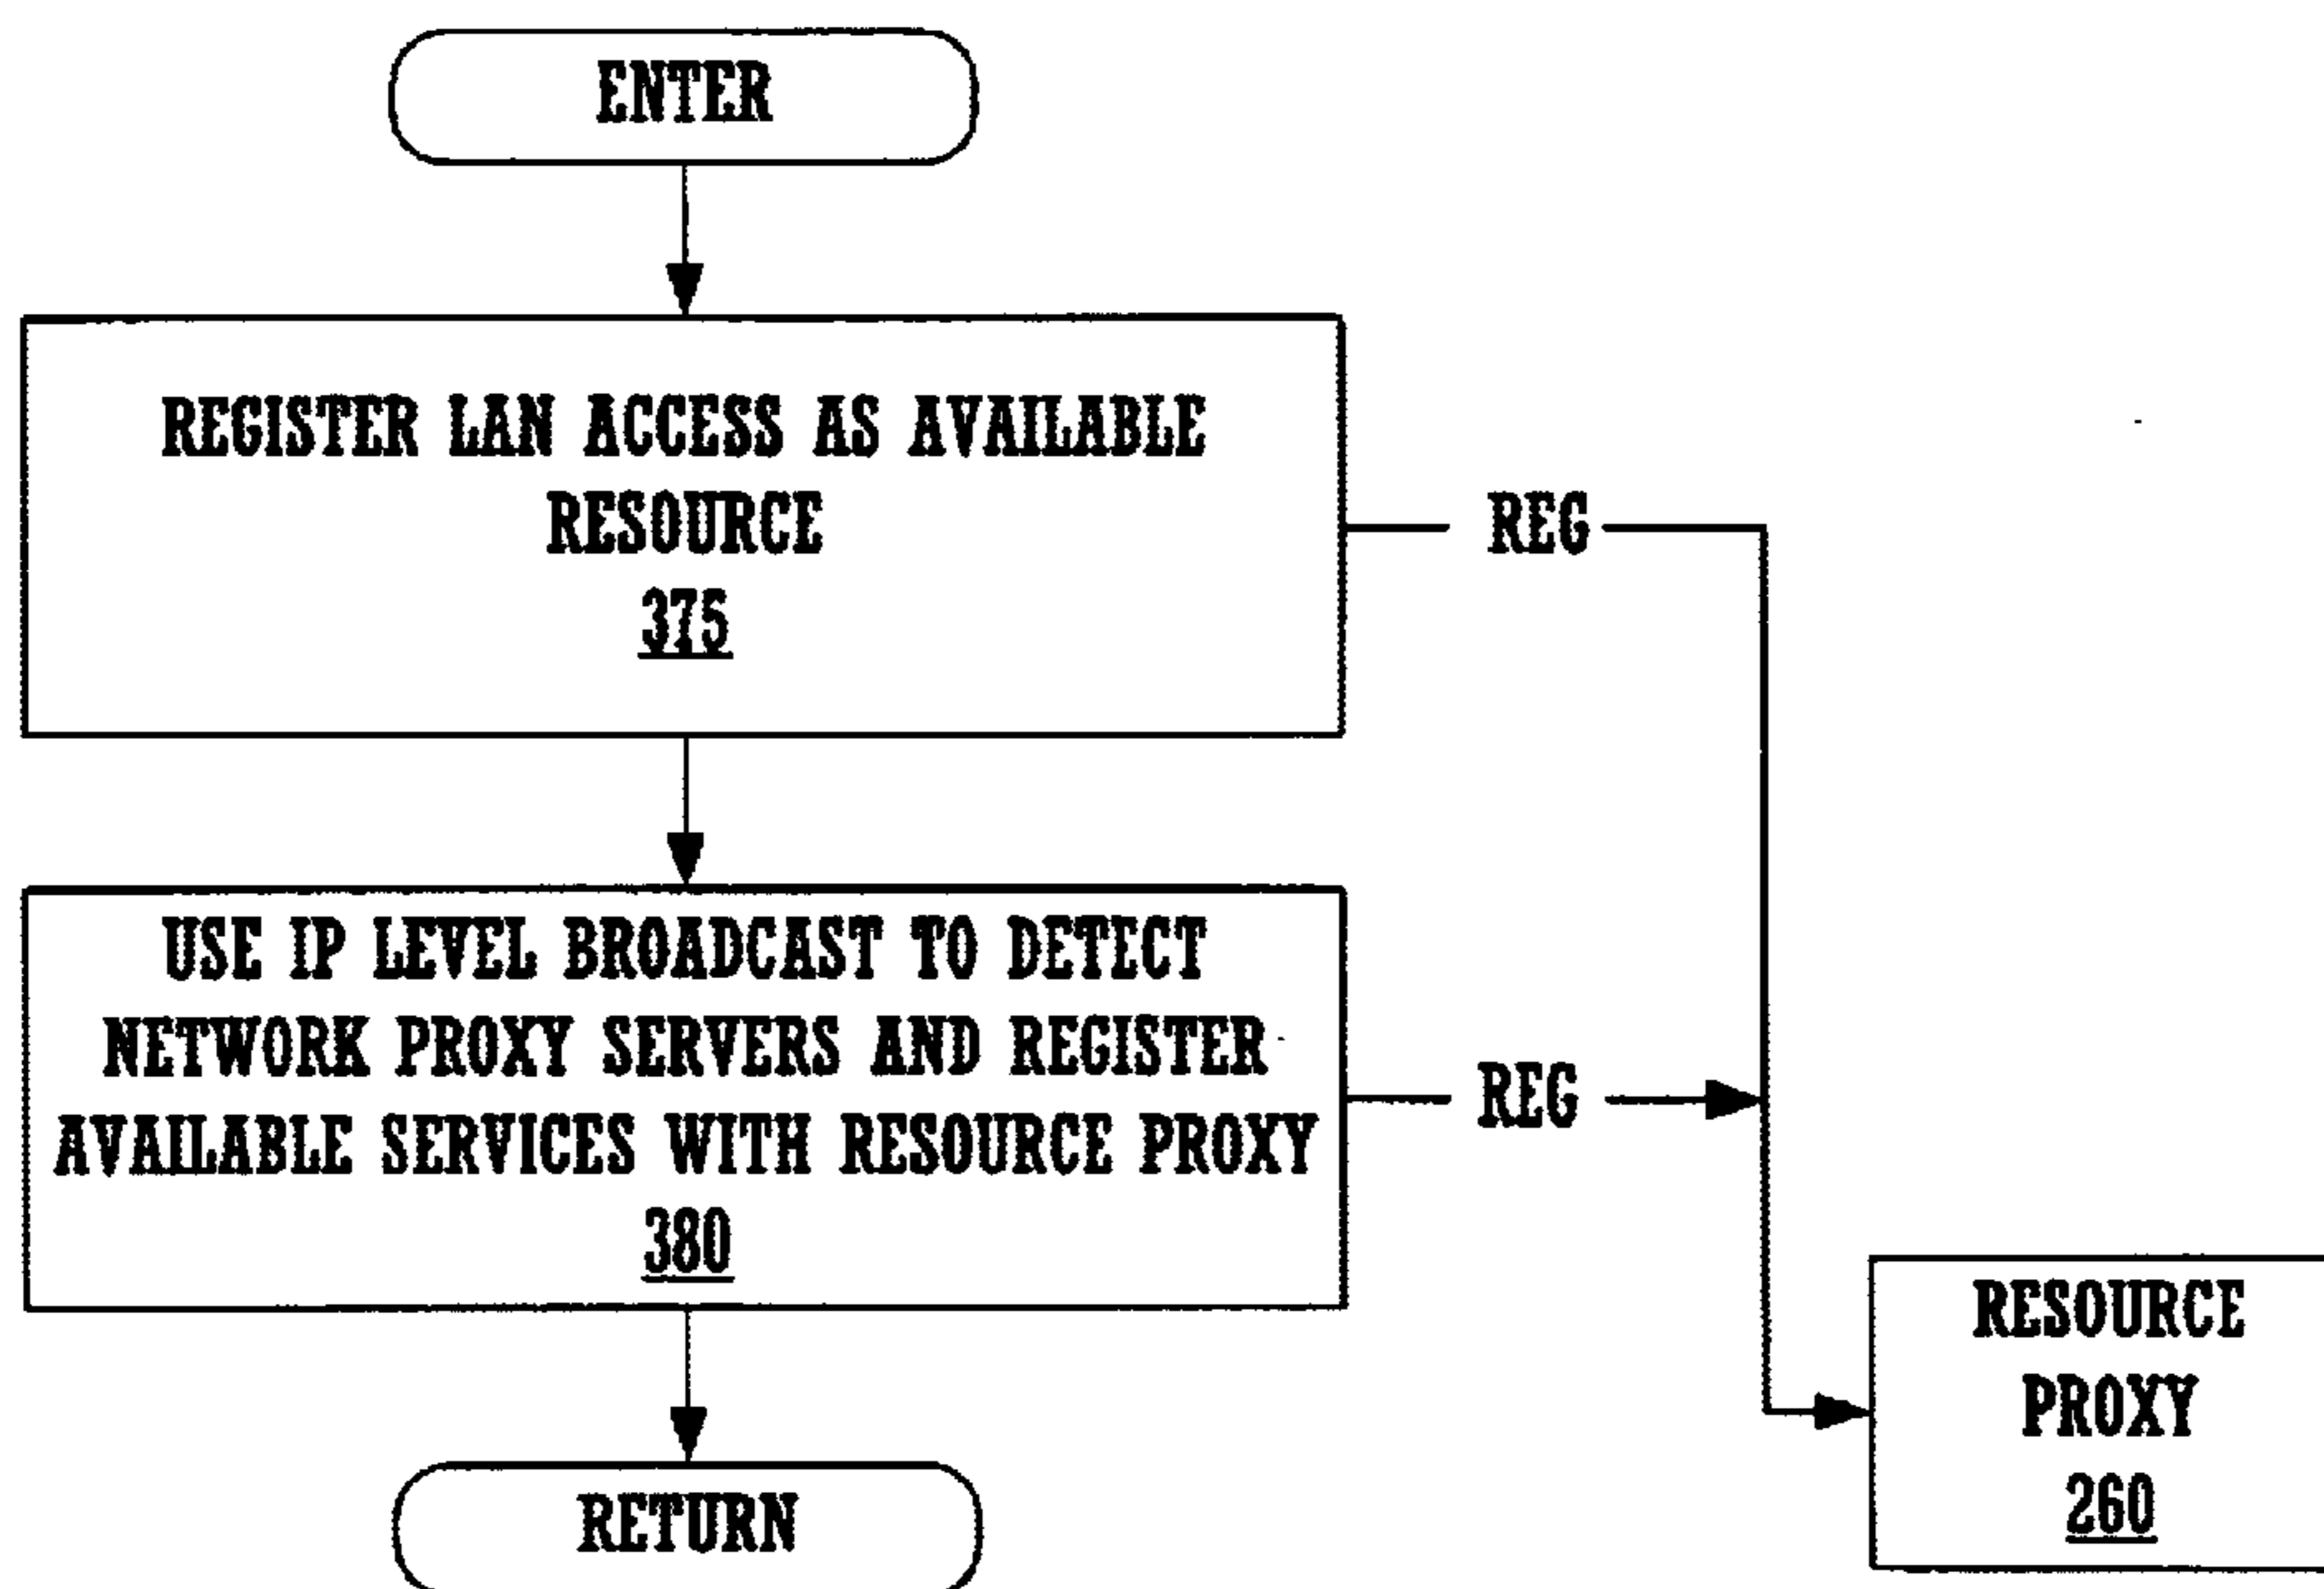 ENTER
REGISTER LAN ACCESS AS AVAILABLE
RESOURCE
375
REG
USE IP LEVEL BROADCAST TO DETECT
NETWORK PROXY SERVERS AND REGISTER
AVAILABLE SERVICES WITH RESOURCE PROXY
380
REG
RESOURCE
PROXY
260
RETURN